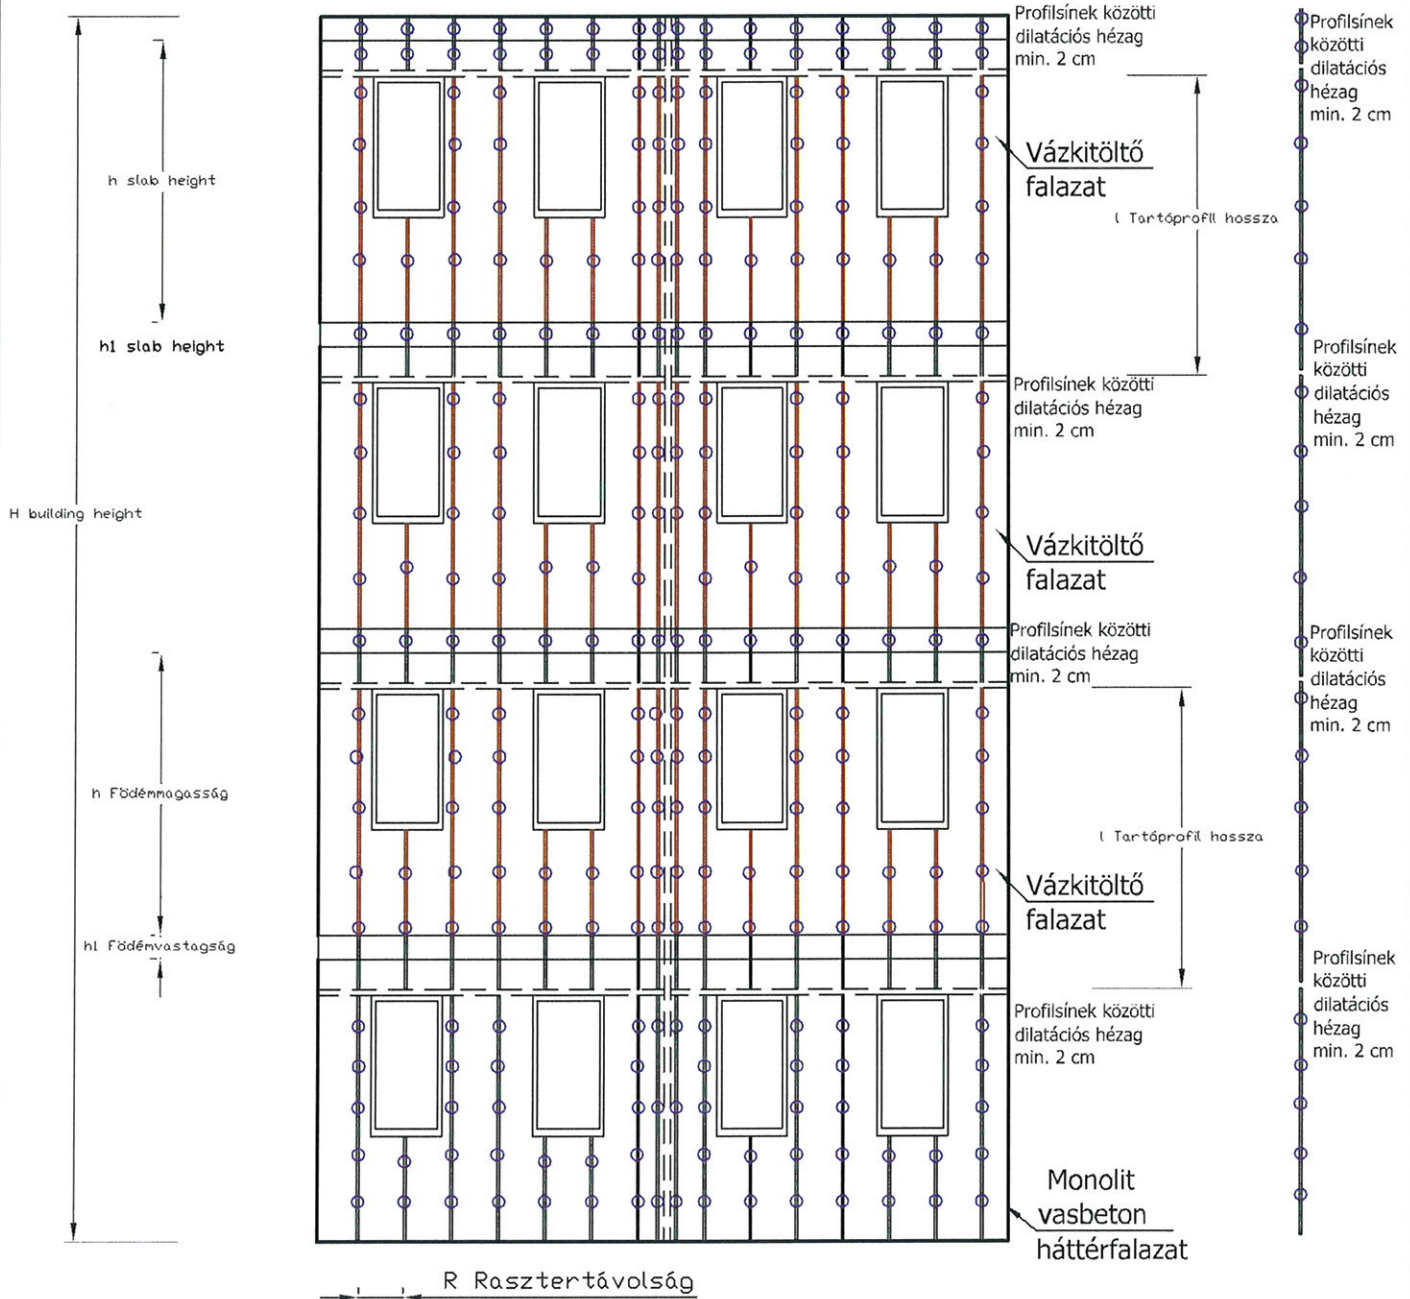 Profilsínek közötti
dilatációs hézag
min. 2 cm
Profilsínek
közötti
dilatációs
hézag
min. 2 cm
Vázkitöltő
falazat
h slab height
l Tartóprofil hossza
h1 slab height
Profilsínek
közötti
dilatációs
hézag
min. 2 cm
Profilsínek közötti
dilatációs hézag
min. 2 cm
H building height
Vázkitöltő
falazat
Profilsínek közötti
dilatációs hézag
min. 2 cm
Profilsínek
közötti
dilatációs
hézag
min. 2 cm
h Födémmagasság
l Tartóprofil hossza
Vázkitöltő
falazat
h1 Födémvastagság
Profilsínek
közötti
dilatációs
hézag
min. 2 cm
Profilsínek közötti
dilatációs hézag
min. 2 cm
Monolit
vasbeton
háttérfalazat
R Rasztertávolság